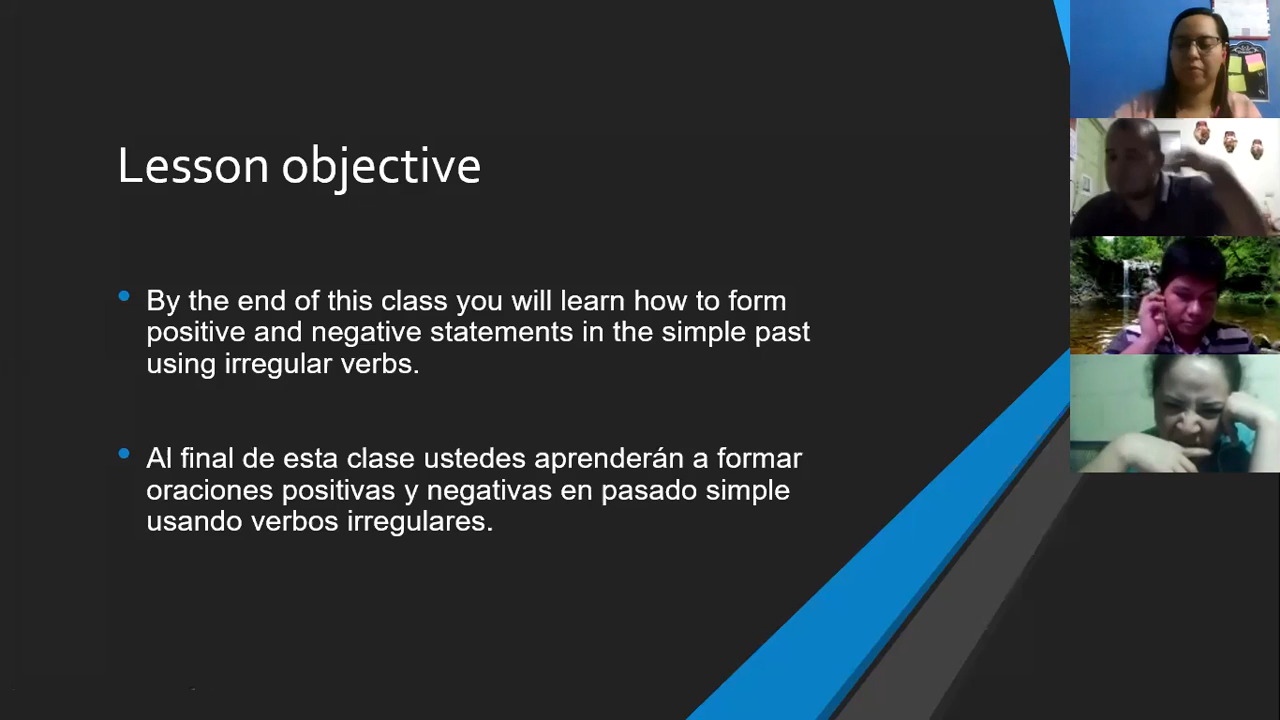 Lesson objective
By the end of this class you will learn how to form
positive and negative statements in the simple past
using irregular verbs.
Al final de esta clase ustedes aprenderán a formar
oraciones positivas y negativas en pasado simple
usando verbos irregulares.